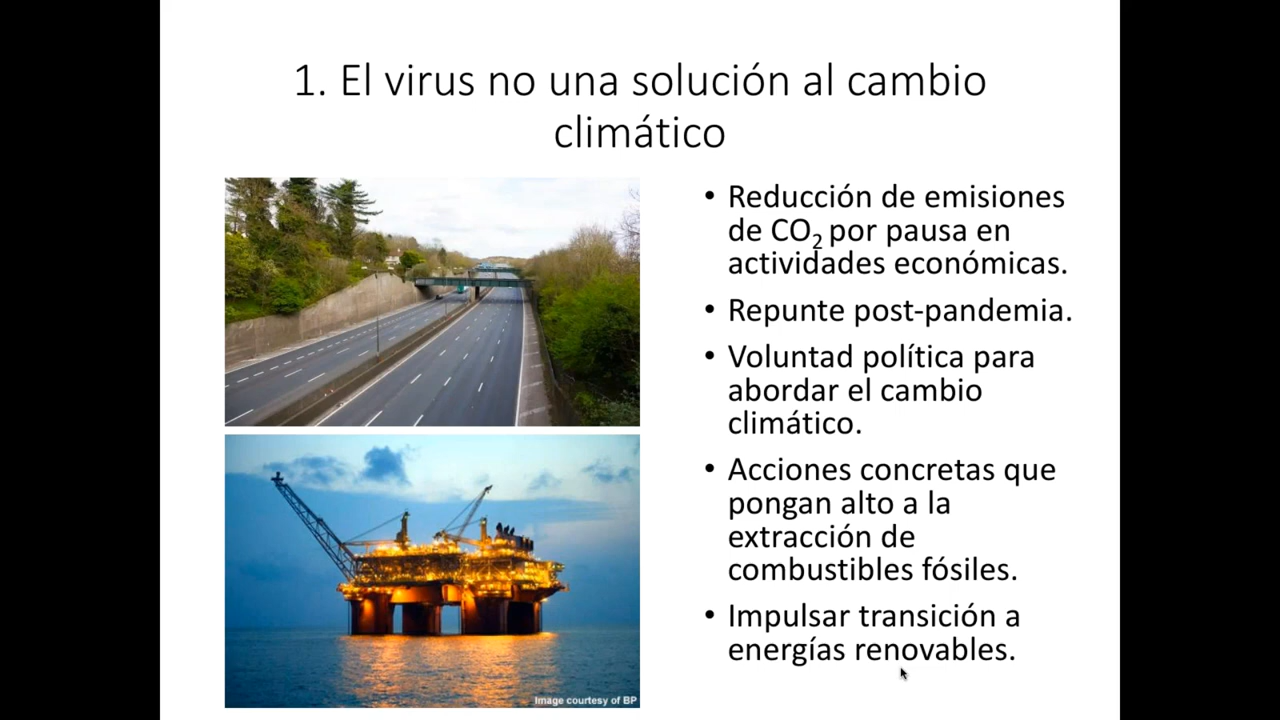 1. El virus no una solución al cambio
climático
• Reducción de emisiones
de CO₂ por pausa en
actividades económicas.
• Repunte post-pandemia.
• Voluntad política para
abordar el cambio
climático.
• Acciones concretas que
pongan alto a la
extracción de
combustibles fósiles.
• Impulsar transición a
energías renovables.
Image courtesy of BP